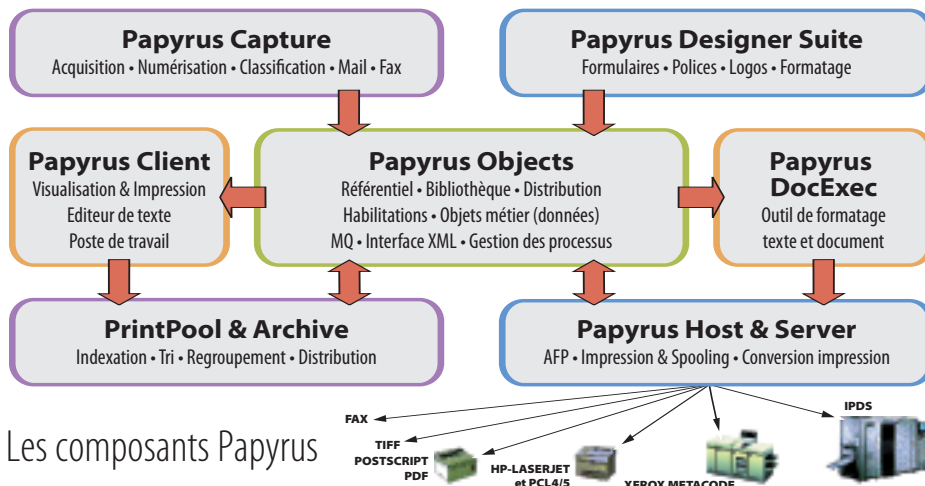 Papyrus Capture
Acquisition • Numérisation • Classification • Mail • Fax
Papyrus Designer Suite
Formulaires • Polices • Logos • Formatage
Papyrus Client
Visualisation & Impression
Editeur de texte
Poste de travail
Papyrus Objects
Référentiel • Bibliothèque • Distribution
Habilitations • Objets métier (données)
MQ • Interface XML • Gestion des processus
Papyrus
DocExec
Outil de formatage
texte et document
PrintPool & Archive
Indexation • Tri • Regroupement • Distribution
Papyrus Host & Server
AFP • Impression & Spooling • Conversion impression
Les composants Papyrus
FAX
TIFF
POSTSCRIPT
PDF
HP-LASERJET
et PCL4/5
XEROX METACODE
IPDS